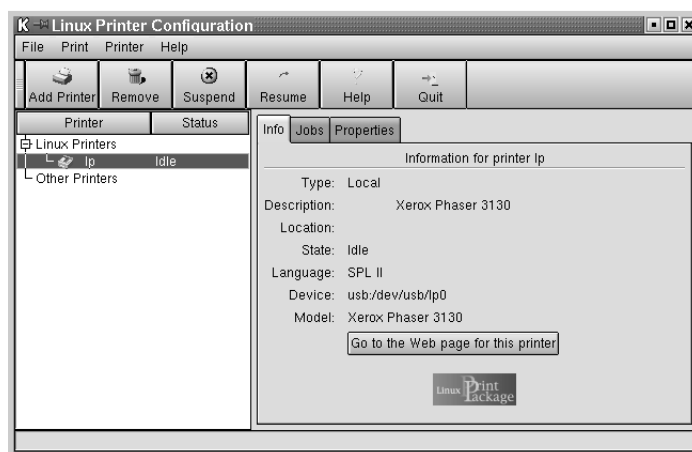 Linux Printer Configuration
File Print Printer Help
Add Printer Remove Suspend Resume Help Quit
Printer Status
Linux Printers
lp Idle
Other Printers
Info Jobs Properties
Information for printer lp
Type: Local
Description: Xerox Phaser 3130
Location:
State: Idle
Language: SPL II
Device: usb:/dev/usb/lp0
Model: Xerox Phaser 3130
Go to the Web page for this printer
Linux Print Package